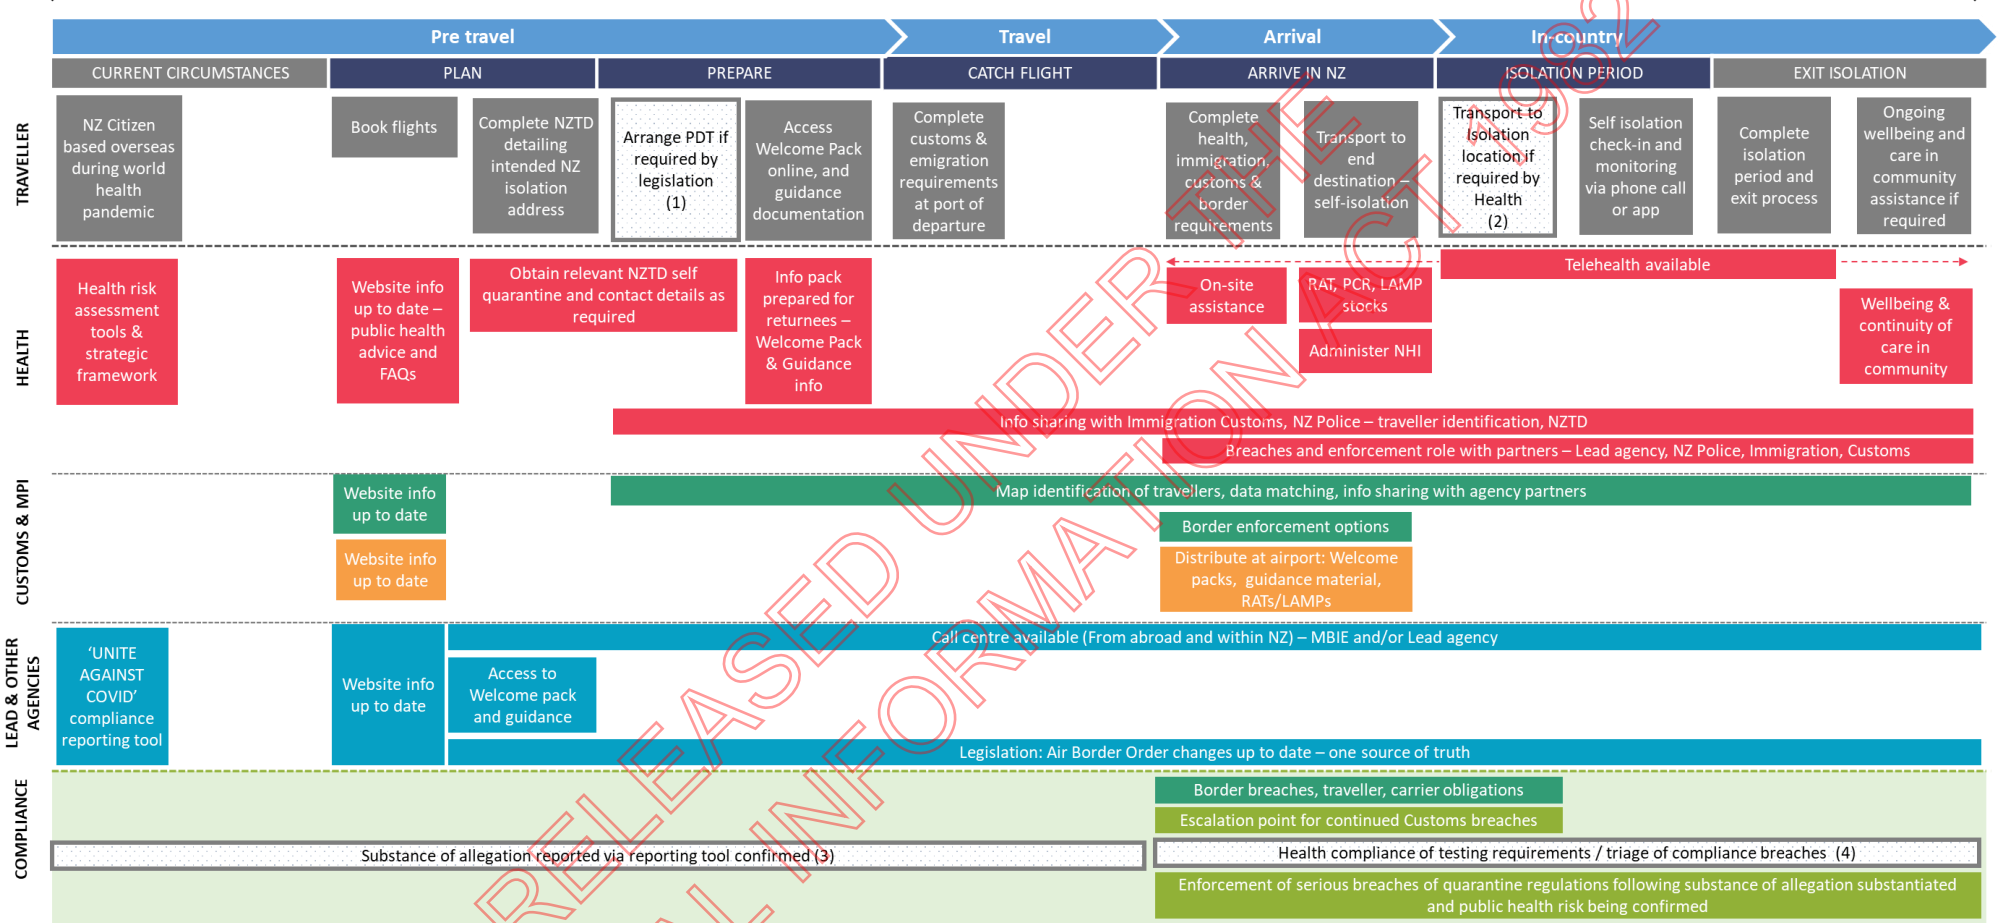 Pre travel
Travel
Arrival
In-country
CURRENT CIRCUMSTANCES
PLAN
PREPARE
CATCH FLIGHT
ARRIVE IN NZ
ISOLATION PERIOD
EXIT ISOLATION
TRAVELLER
NZ Citizen
based overseas
during world
health
pandemic
Book flights
Complete NZTD
detailing
intended NZ
isolation
address
Arrange PDT if
required by
legislation
(1)
Access
Welcome Pack
online, and
guidance
documentation
Complete
customs &
emigration
requirements
at port of
departure
Complete
health,
immigration,
customs &
border
requirements
Transport to
end
destination –
self-isolation
Transport to
Isolation
location if
required by
Health
(2)
Self isolation
check-in and
monitoring
via phone call
or app
Complete
isolation
period and
exit process
Ongoing
wellbeing and
care in
community
assistance if
required
HEALTH
Health risk
assessment
tools &
strategic
framework
Website info
up to date –
public health
advice and
FAQs
Obtain relevant NZTD self
quarantine and contact details as
required
Info pack
prepared for
returnees –
Welcome Pack
& Guidance
info
On-site
assistance
RAT, PCR, LAMP
stocks
Administer NHI
Telehealth available
Wellbeing &
continuity of
care in
community
Info sharing with Immigration Customs, NZ Police – traveller identification, NZTD
Breaches and enforcement role with partners – Lead agency, NZ Police, Immigration, Customs
CUSTOMS & MPI
Website info
up to date
Website info
up to date
Map identification of travellers, data matching, info sharing with agency partners
Border enforcement options
Distribute at airport: Welcome
packs, guidance material,
RATs/LAMPs
LEAD & OTHER
AGENCIES
‘UNITE
AGAINST
COVID’
compliance
reporting tool
Website info
up to date
Call centre available (From abroad and within NZ) – MBIE and/or Lead agency
Access to
Welcome pack
and guidance
Legislation: Air Border Order changes up to date – one source of truth
COMPLIANCE
Border breaches, traveller, carrier obligations
Escalation point for continued Customs breaches
Substance of allegation reported via reporting tool confirmed (3)
Health compliance of testing requirements / triage of compliance breaches (4)
Enforcement of serious breaches of quarantine regulations following substance of allegation substantiated
and public health risk being confirmed
RELEASED UNDER THE
INFORMATION ACT 1982